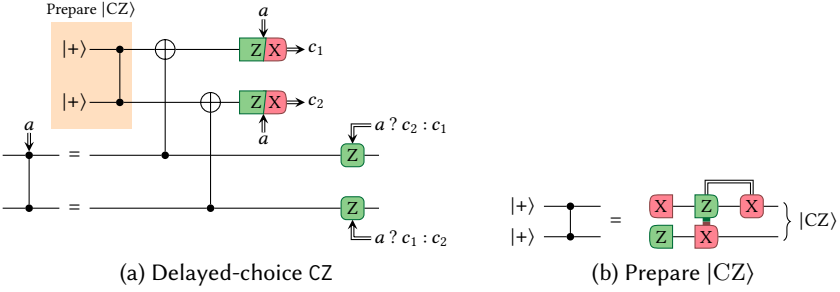 Prepare |CZ⟩
a
|+⟩ Z X c₁
|+⟩ Z X c₂
a
a ? c₂ : c₁
a
= Z
= Z
a ? c₁ : c₂
(a) Delayed-choice CZ
|+⟩ = X Z X
|+⟩ Z X
|CZ⟩
(b) Prepare |CZ⟩